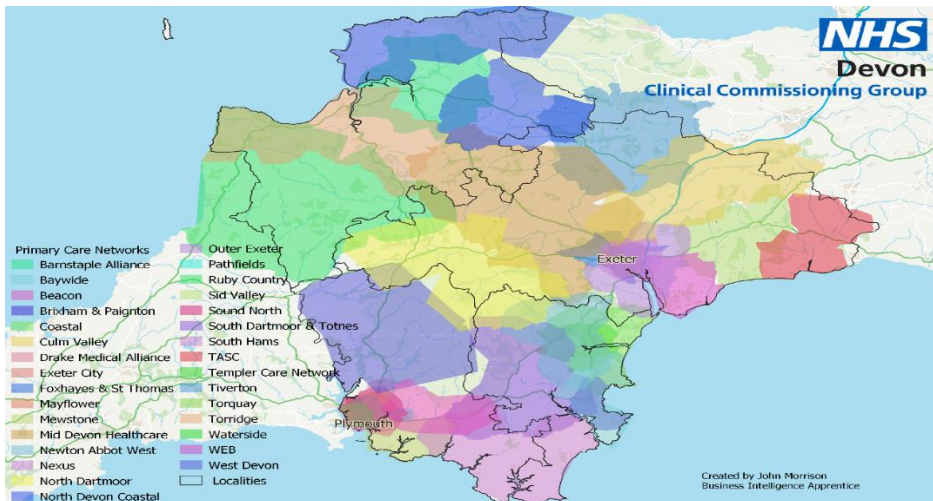 NHS
Devon
Clinical Commissioning Group
Exeter
Plymouth
Primary Care Networks
Barnstaple Alliance
Baywide
Beacon
Brixham & Paignton
Coastal
Culm Valley
Drake Medical Alliance
Exeter City
Foxhayes & St Thomas
Mayflower
Mewstone
Mid Devon Healthcare
Newton Abbot West
Nexus
North Dartmoor
North Devon Coastal
Outer Exeter
Pathfields
Ruby Country
Sid Valley
Sound North
South Dartmoor & Totnes
South Hams
TASC
Templer Care Network
Tiverton
Torquay
Torridge
Waterside
WEB
West Devon
Localities
Created by John Morrison
Business Intelligence Apprentice